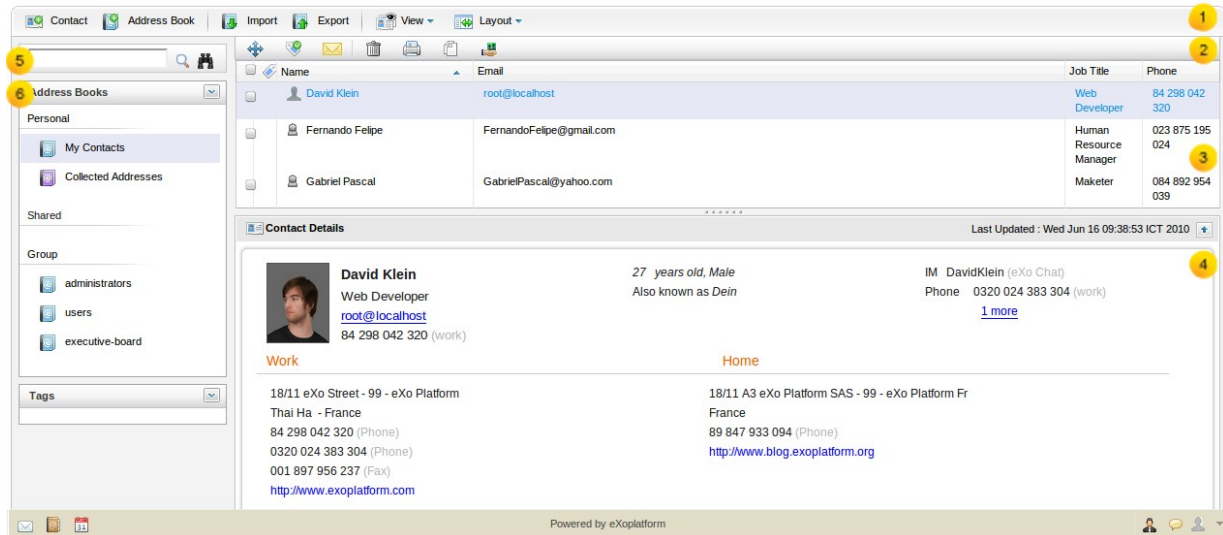 Contact Address Book Import Export View Layout 1
2
5
Name Email Job Title Phone
6 Address Books
David Klein root@localhost Web Developer 84 298 042 320
Personal
Fernando Felipe FernandoFelipe@gmail.com Human Resource Manager 023 875 195 024
My Contacts
3
Collected Addresses
Gabriel Pascal GabrielPascal@yahoo.com Maketer 084 892 954 039
Shared
Contact Details Last Updated : Wed Jun 16 09:38:53 ICT 2010
Group
4
administrators
users
executive-board
Tags
David Klein
Web Developer
root@localhost
84 298 042 320 (work)
27 years old, Male
Also known as Dein
IM DavidKlein (eXo Chat)
Phone 0320 024 383 304 (work)
1 more
Work
18/11 eXo Street - 99 - eXo Platform
Thai Ha - France
84 298 042 320 (Phone)
0320 024 383 304 (Phone)
001 897 956 237 (Fax)
http://www.exoplatform.com
Home
18/11 A3 eXo Platform SAS - 99 - eXo Platform Fr
France
89 847 933 094 (Phone)
http://www.blog.exoplatform.org
31
Powered by eXoplatform